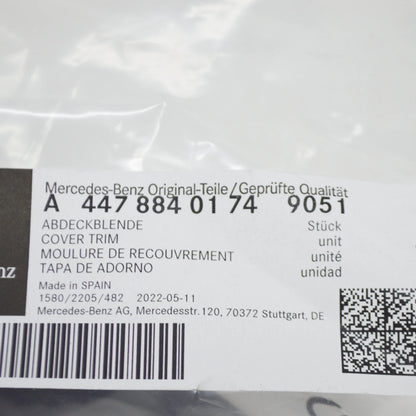 Mercedes-Benz Original-Teile/Geprüfte Qualität
A 447 884 01 74 9051
ABDECKBLENDE Stück
COVER TRIM unit
MOULURE DE RECOUVREMENT unité
TAPA DE ADORNO unidad
Made in SPAIN
1580/2205/482 2022-05-11
Mercedes-Benz AG, Mercedesstr.120, 70372 Stuttgart, DE
nz